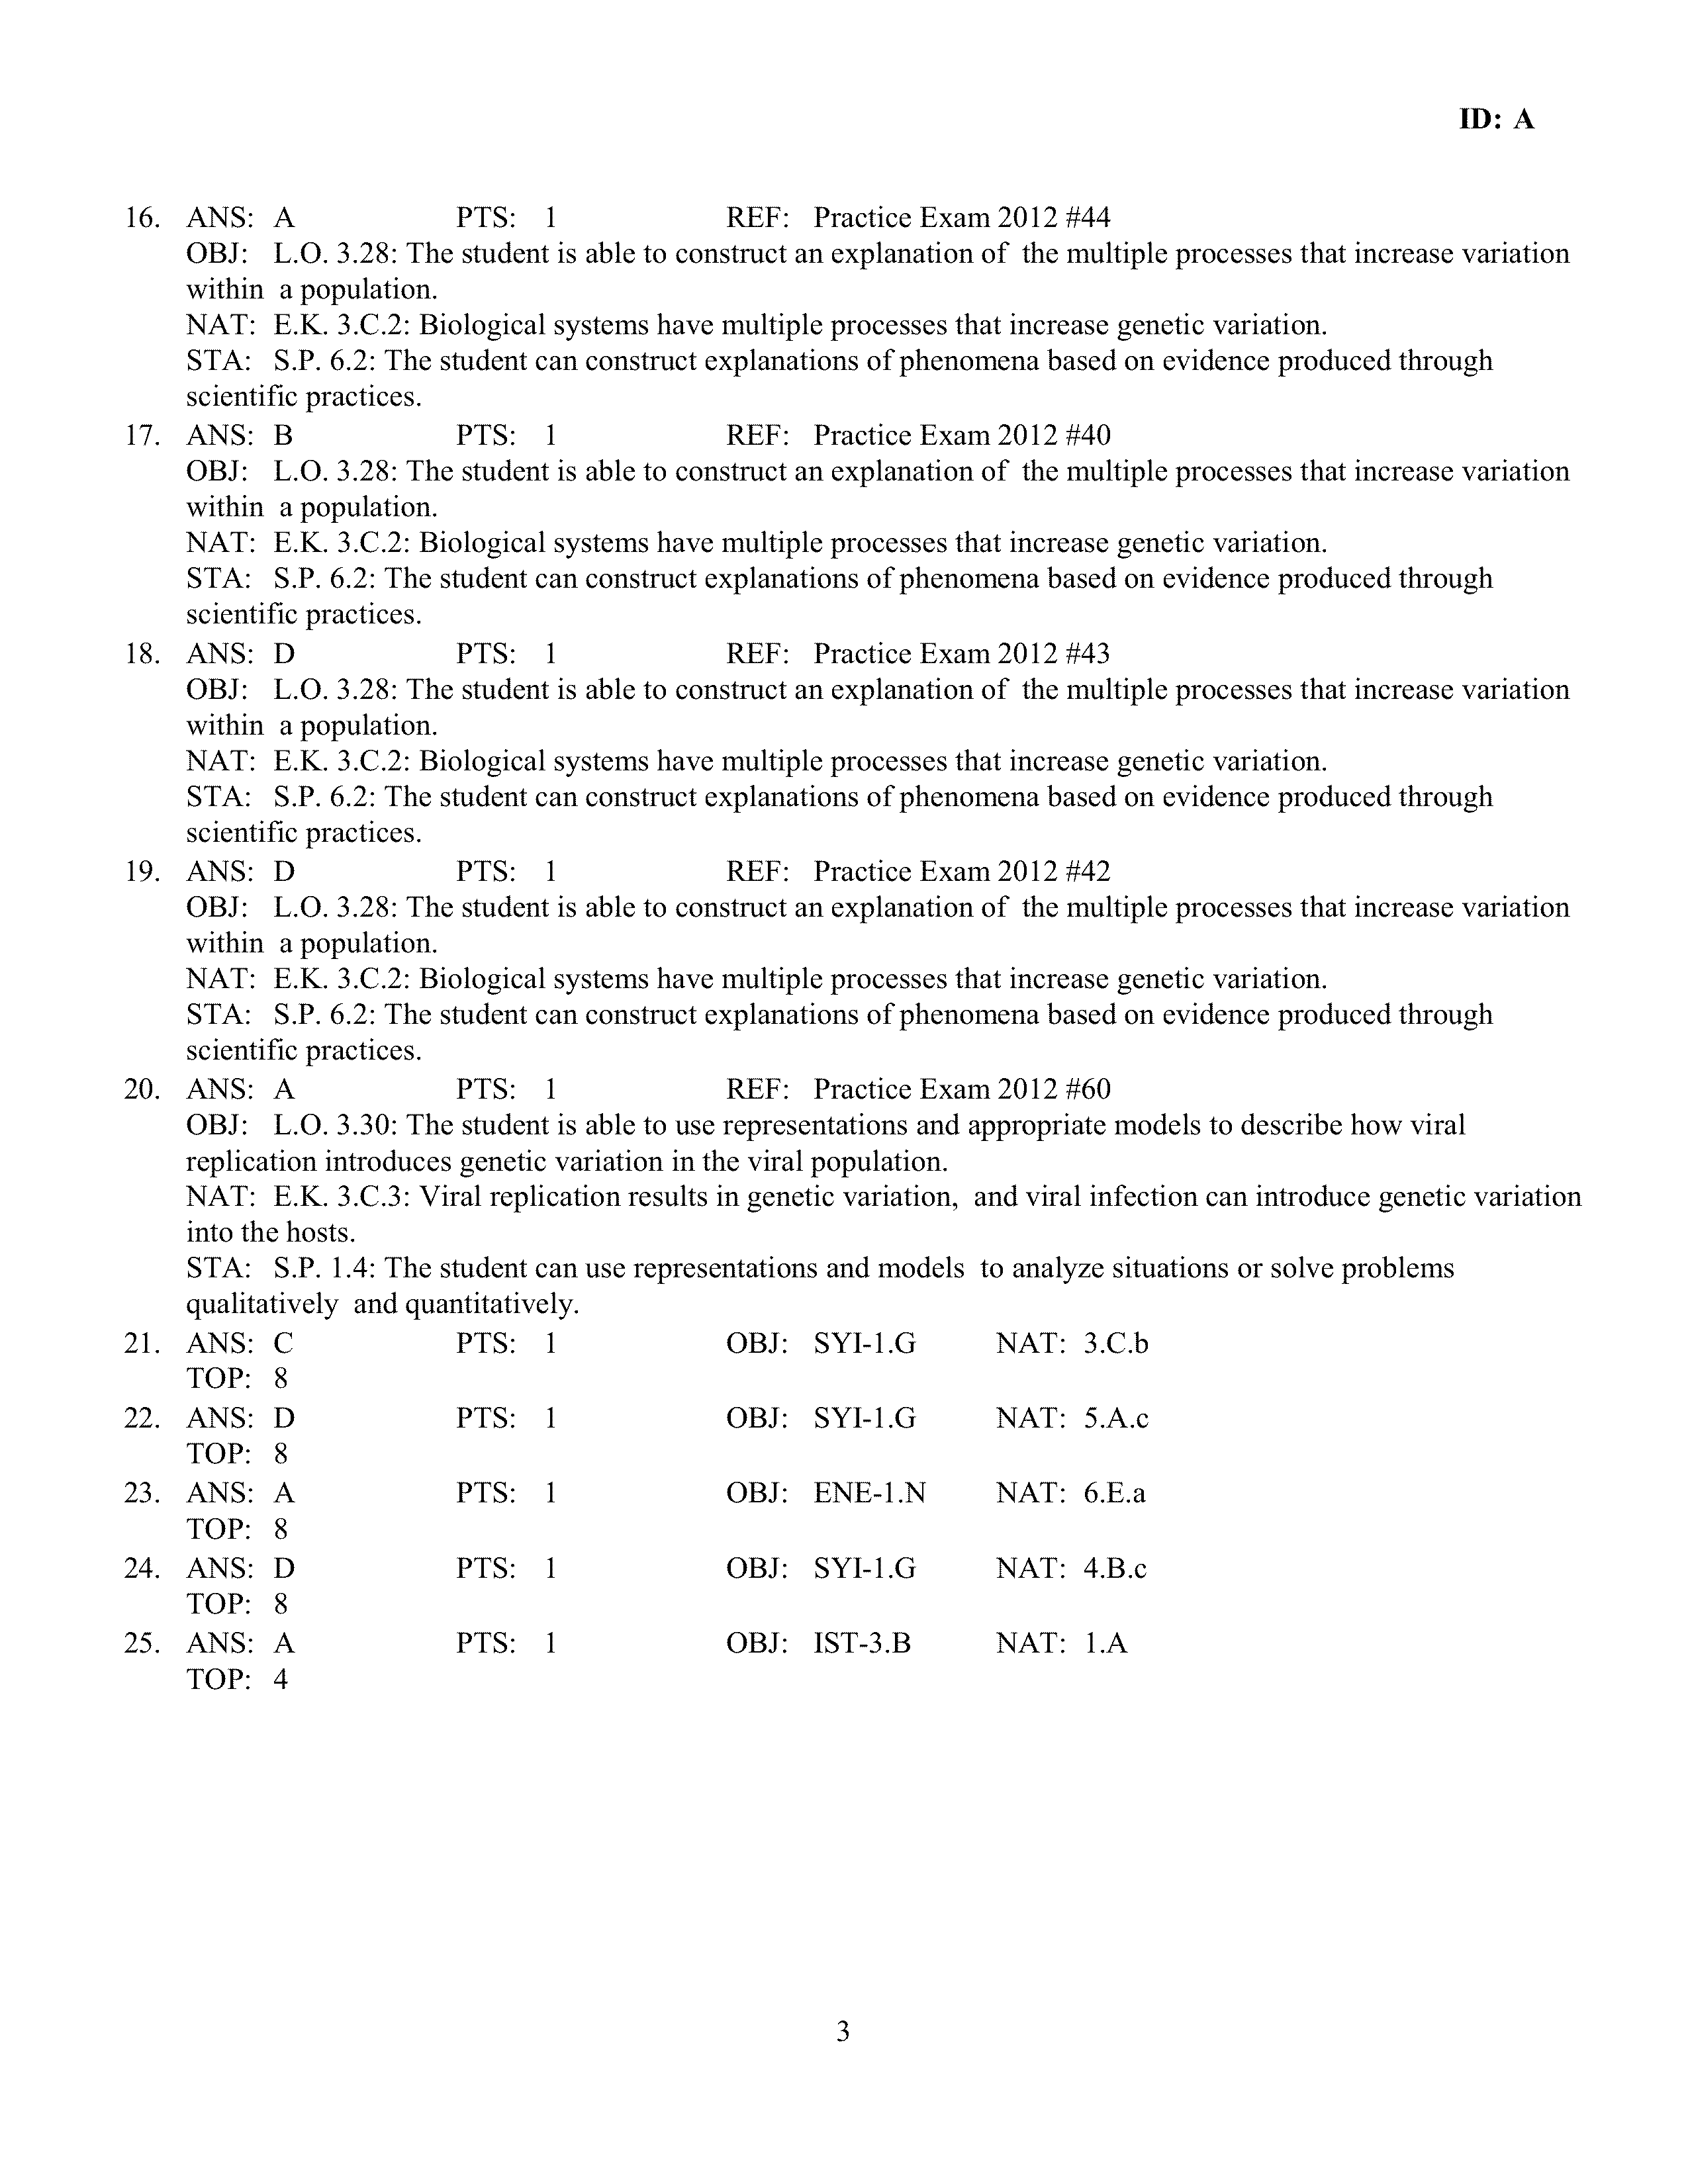 ID: A
16. ANS: A PTS: 1 REF: Practice Exam 2012 #44
OBJ: L.O. 3.28: The student is able to construct an explanation of the multiple processes that increase variation
within a population.
NAT: E.K. 3.C.2: Biological systems have multiple processes that increase genetic variation.
STA: S.P. 6.2: The student can construct explanations of phenomena based on evidence produced through
scientific practices.
17. ANS: B PTS: 1 REF: Practice Exam 2012 #40
OBJ: L.O. 3.28: The student is able to construct an explanation of the multiple processes that increase variation
within a population.
NAT: E.K. 3.C.2: Biological systems have multiple processes that increase genetic variation.
STA: S.P. 6.2: The student can construct explanations of phenomena based on evidence produced through
scientific practices.
18. ANS: D PTS: 1 REF: Practice Exam 2012 #43
OBJ: L.O. 3.28: The student is able to construct an explanation of the multiple processes that increase variation
within a population.
NAT: E.K. 3.C.2: Biological systems have multiple processes that increase genetic variation.
STA: S.P. 6.2: The student can construct explanations of phenomena based on evidence produced through
scientific practices.
19. ANS: D PTS: 1 REF: Practice Exam 2012 #42
OBJ: L.O. 3.28: The student is able to construct an explanation of the multiple processes that increase variation
within a population.
NAT: E.K. 3.C.2: Biological systems have multiple processes that increase genetic variation.
STA: S.P. 6.2: The student can construct explanations of phenomena based on evidence produced through
scientific practices.
20. ANS: A PTS: 1 REF: Practice Exam 2012 #60
OBJ: L.O. 3.30: The student is able to use representations and appropriate models to describe how viral
replication introduces genetic variation in the viral population.
NAT: E.K. 3.C.3: Viral replication results in genetic variation, and viral infection can introduce genetic variation
into the hosts.
STA: S.P. 1.4: The student can use representations and models to analyze situations or solve problems
qualitatively and quantitatively.
21. ANS: C PTS: 1 OBJ: SYI-1.G NAT: 3.C.b
TOP: 8
22. ANS: D PTS: 1 OBJ: SYI-1.G NAT: 5.A.c
TOP: 8
23. ANS: A PTS: 1 OBJ: ENE-1.N NAT: 6.E.a
TOP: 8
24. ANS: D PTS: 1 OBJ: SYI-1.G NAT: 4.B.c
TOP: 8
25. ANS: A PTS: 1 OBJ: IST-3.B NAT: 1.A
TOP: 4
3